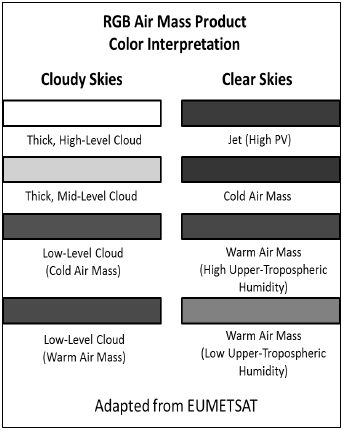 RGB Air Mass Product
Color Interpretation
Cloudy Skies
Clear Skies
Thick, High-Level Cloud
Jet (High PV)
Thick, Mid-Level Cloud
Cold Air Mass
Low-Level Cloud
(Cold Air Mass)
Warm Air Mass
(High Upper-Tropospheric
Humidity)
Low-Level Cloud
(Warm Air Mass)
Warm Air Mass
(Low Upper-Tropospheric
Humidity)
Adapted from EUMETSAT